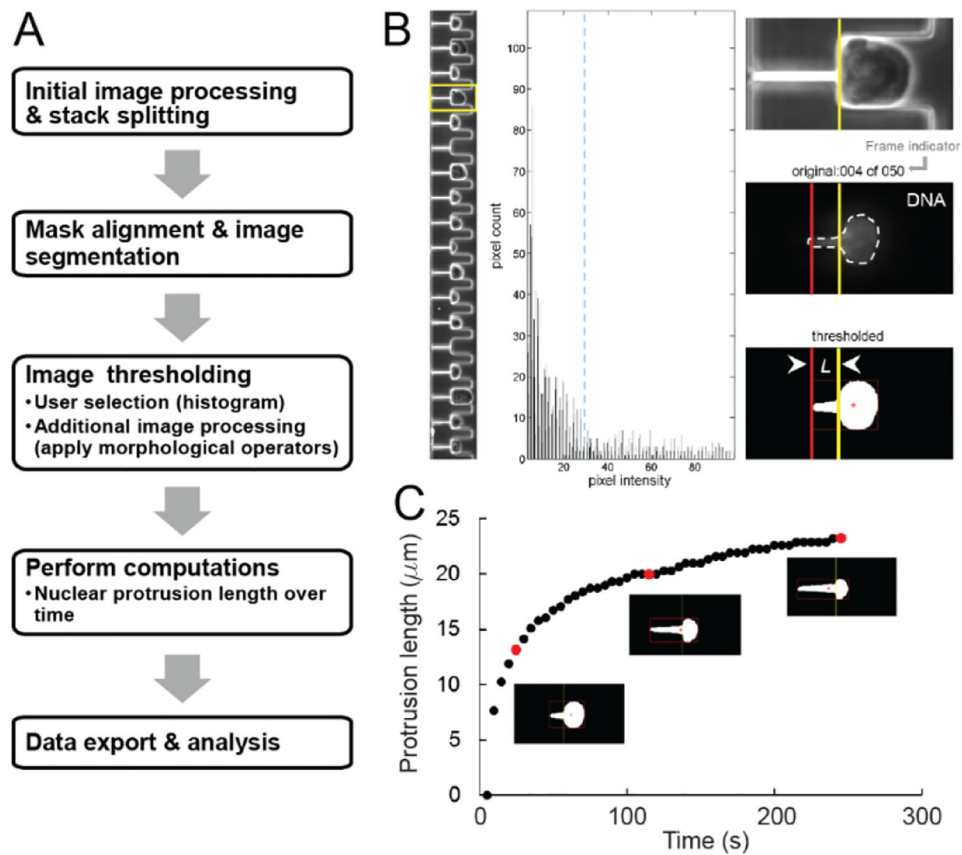 A
Initial image processing
& stack splitting
Mask alignment & image
segmentation
Image thresholding
•User selection (histogram)
•Additional image processing
(apply morphological operators)
Perform computations
•Nuclear protrusion length over
time
Data export & analysis
B
pixel count
100
90
80
70
60
50
40
30
20
10
0
20
40
60
80
pixel intensity
Frame indicator
original:004 of 050
DNA
thresholded
L
C
Protrusion length (μm)
25
20
15
10
5
0
0
100
200
300
Time (s)